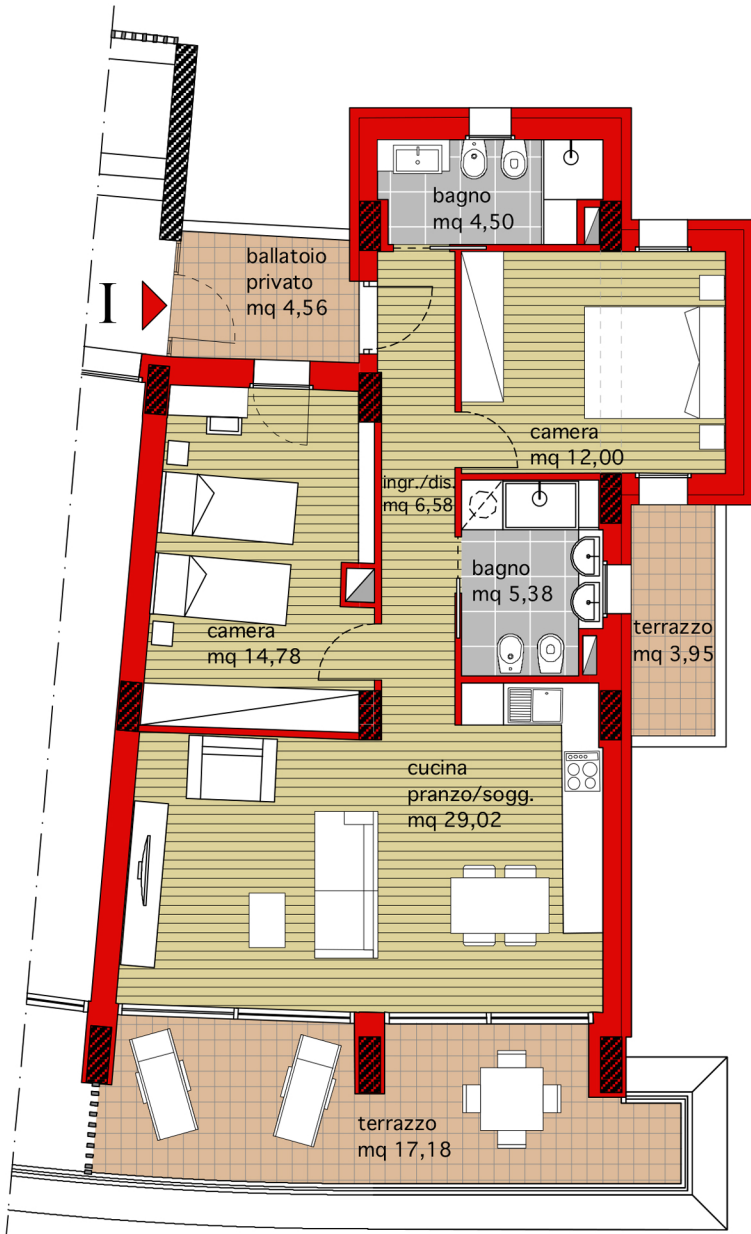 bagno
mq 4,50
ballatoio
privato
mq 4,56
I
camera
mq 12,00
ingr./dis.
mq 6,58
bagno
mq 5,38
camera
mq 14,78
terrazzo
mq 3,95
cucina
pranzo/sogg.
mq 29,02
terrazzo
mq 17,18